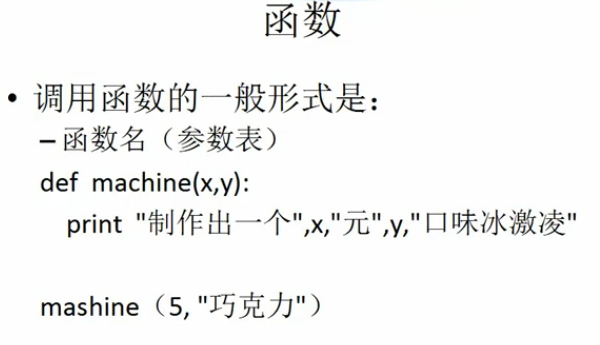 函数
• 调用函数的一般形式是：
– 函数名（参数表）
def machine(x,y):
print "制作出一个",x,"元",y,"口味冰激凌"
mashine（5, "巧克力"）